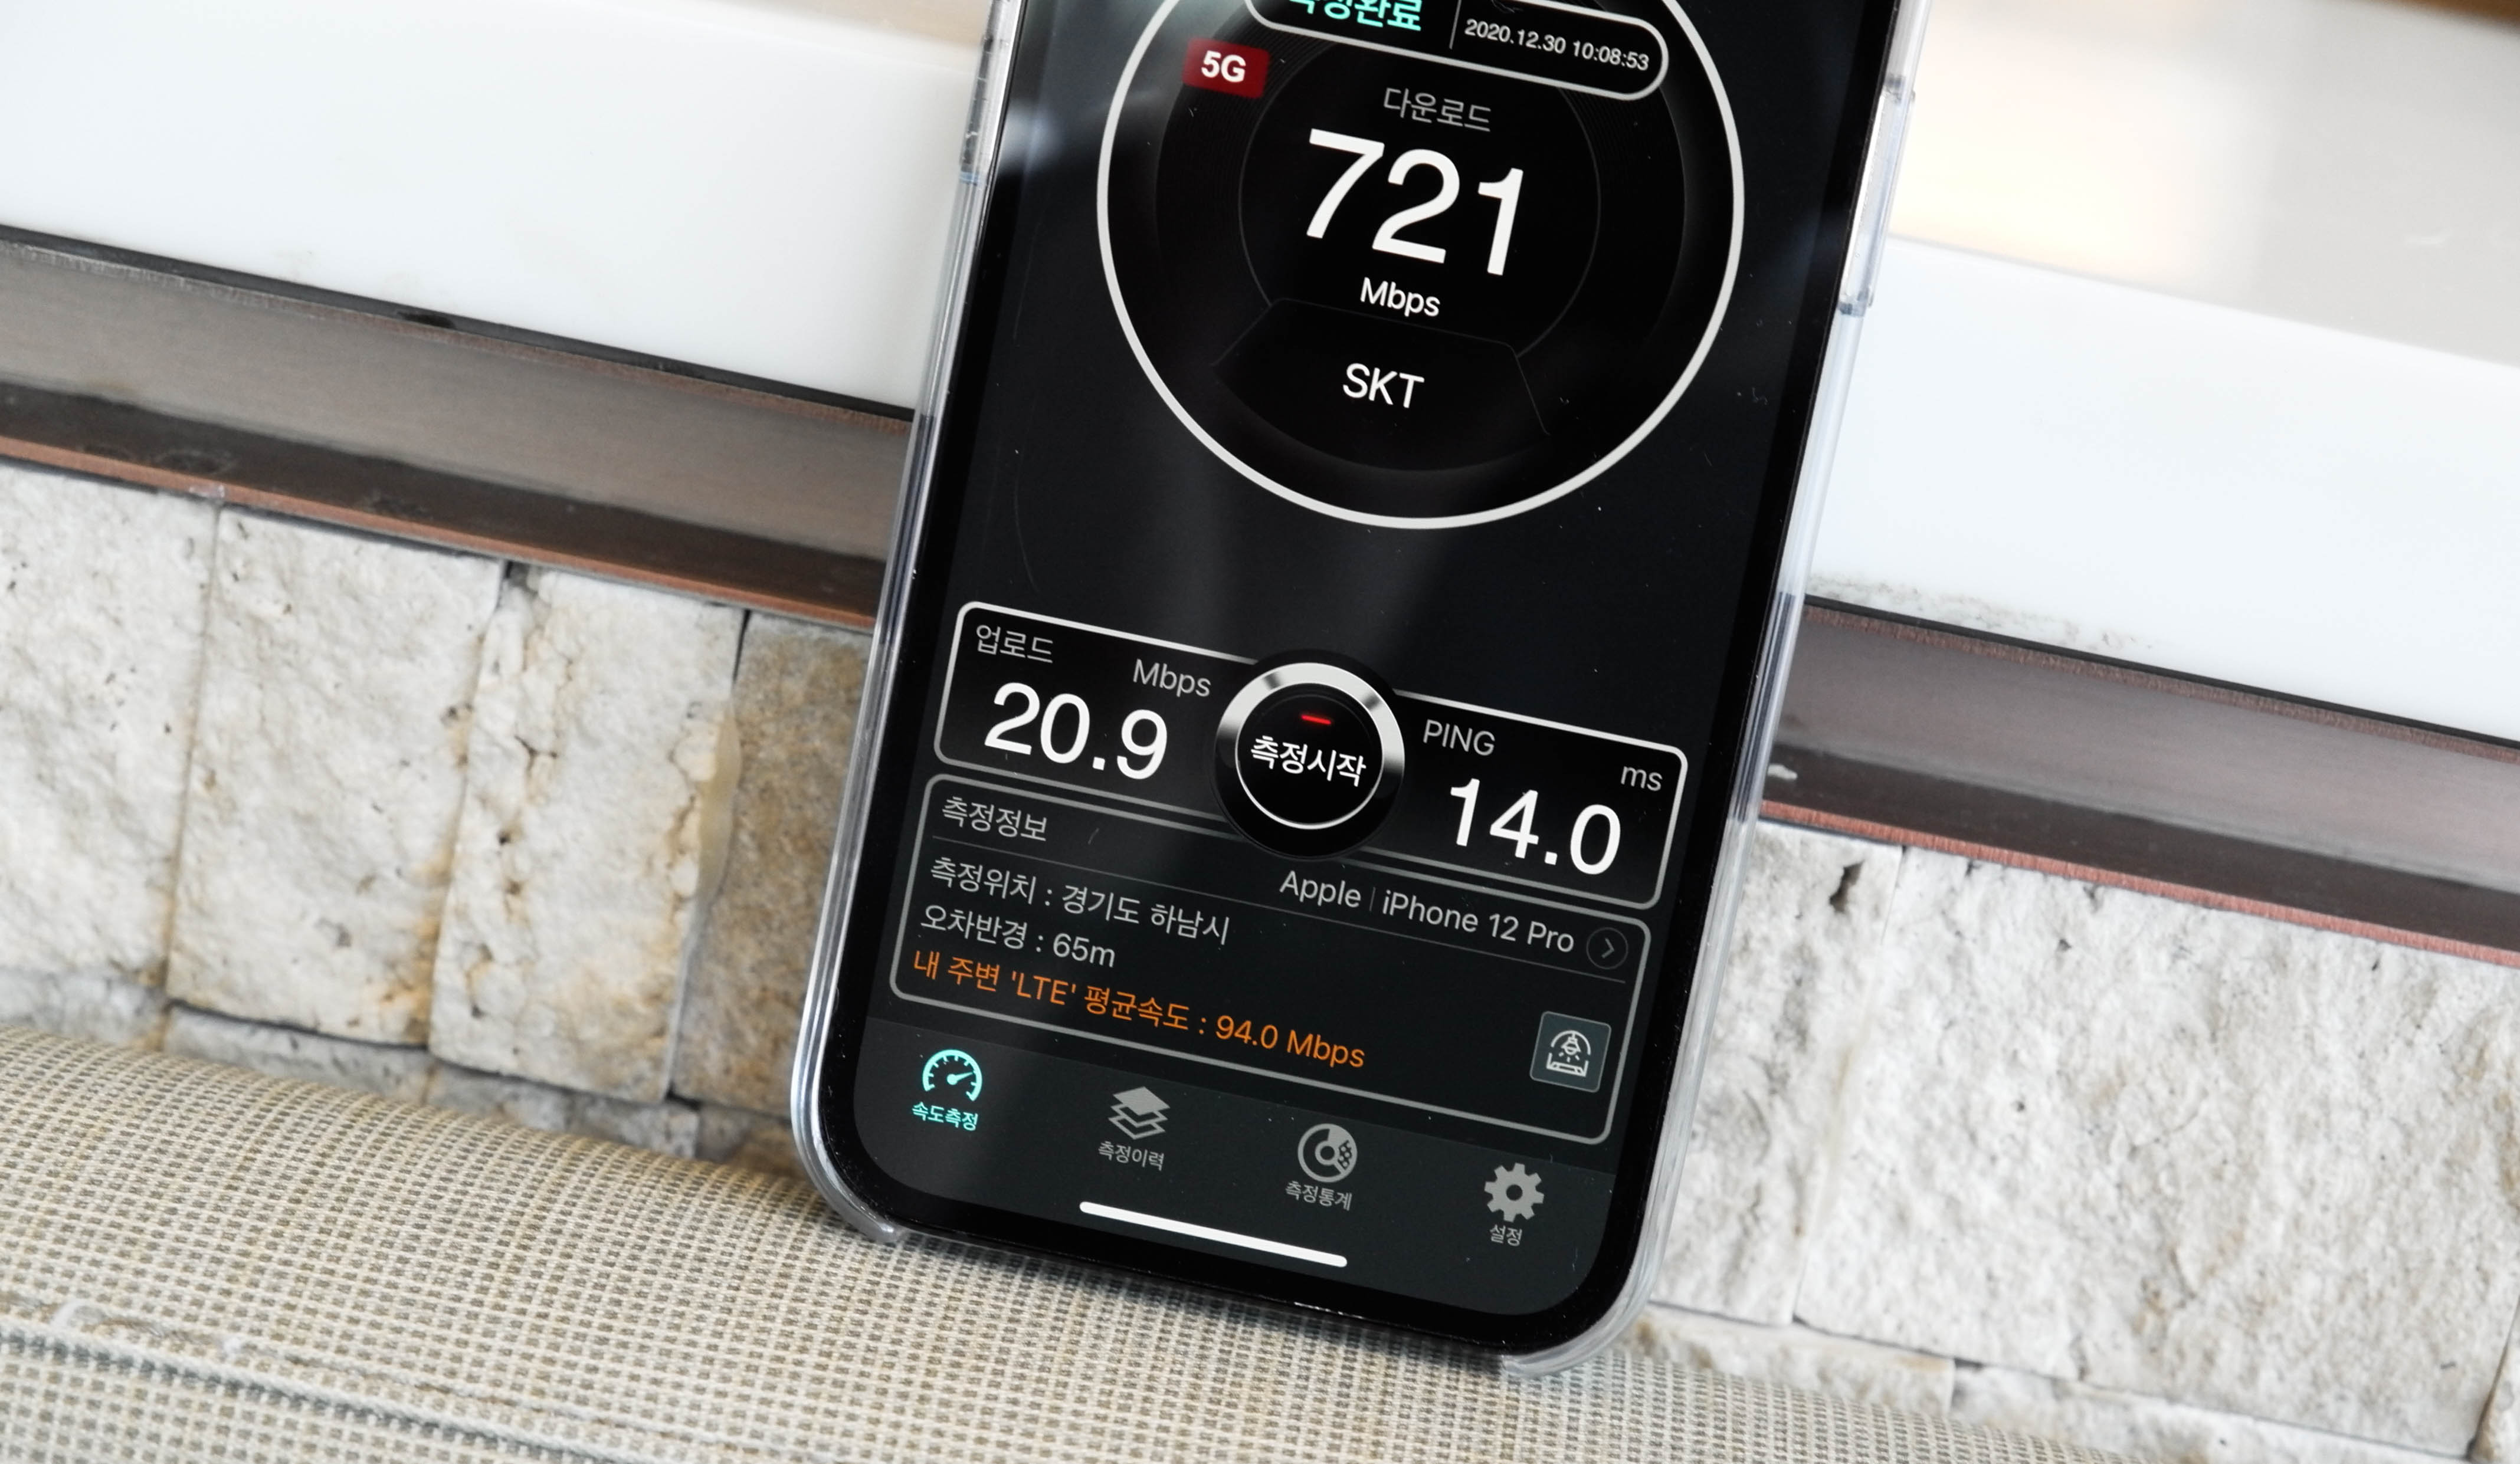 측정완료 2020.12.30 10:08:53
5G
다운로드
721
Mbps
SKT
업로드
Mbps
20.9
측정시작
PING
ms
14.0
측정정보
Apple | iPhone 12 Pro
측정위치 : 경기도 하남시
오차반경 : 65m
내 주변 'LTE' 평균속도 : 94.0 Mbps
속도측정
측정이력
측정통계
설정